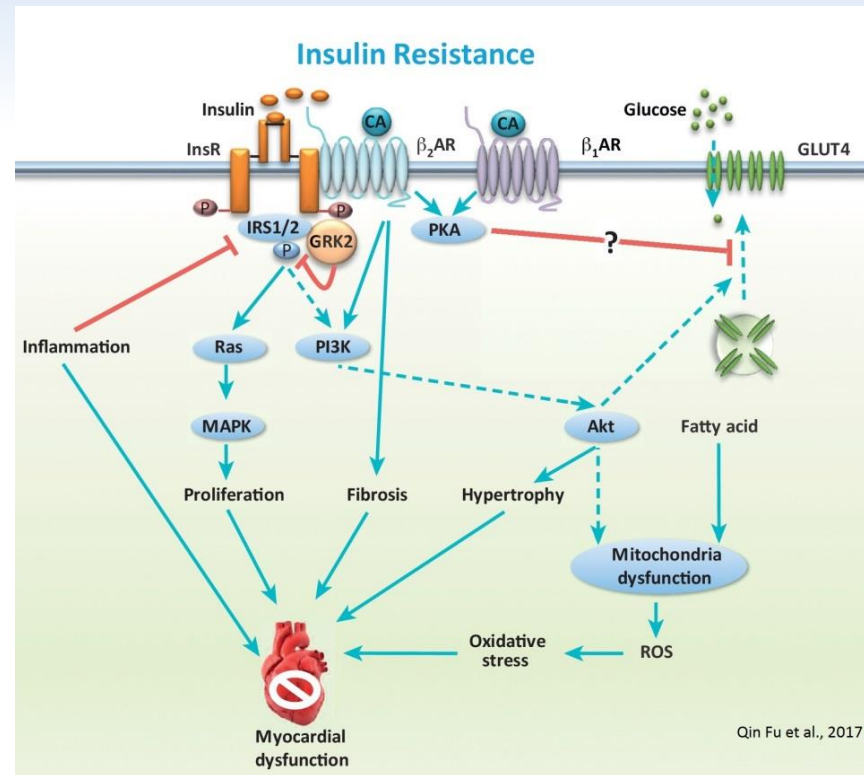 Insulin Resistance
Insulin
CA
CA
Glucose
InsR
β₂AR
β₁AR
GLUT4
P
P
IRS1/2
GRK2
P
PKA
?
Inflammation
Ras
PI3K
MAPK
Akt
Fatty acid
Proliferation
Fibrosis
Hypertrophy
Mitochondria
dysfunction
Oxidative
stress
ROS
Myocardial
dysfunction
Qin Fu et al., 2017